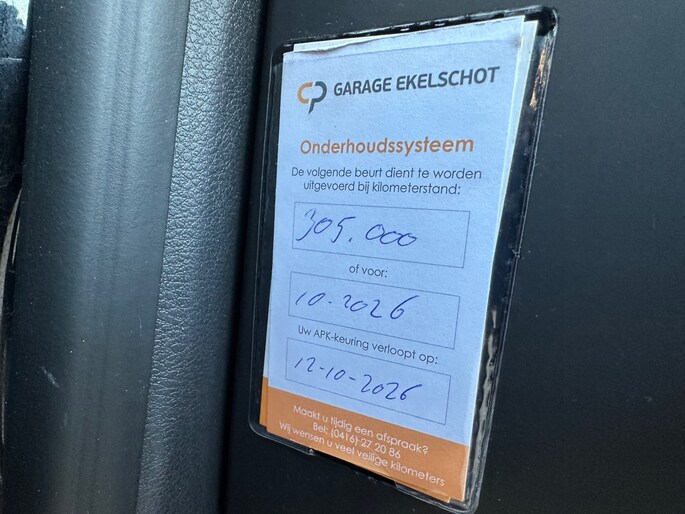 GARAGE EKELSCHOT
Onderhoudssysteem
De volgende beurt dient te worden
uitgevoerd bij kilometerstand:
305.000
of voor:
10-2026
Uw APK-keuring verloopt op:
12-10-2026
Maakt u tijdig een afspraak?
Bel: (0416) 27 20 86
Wij wensen u veel veilige kilometers